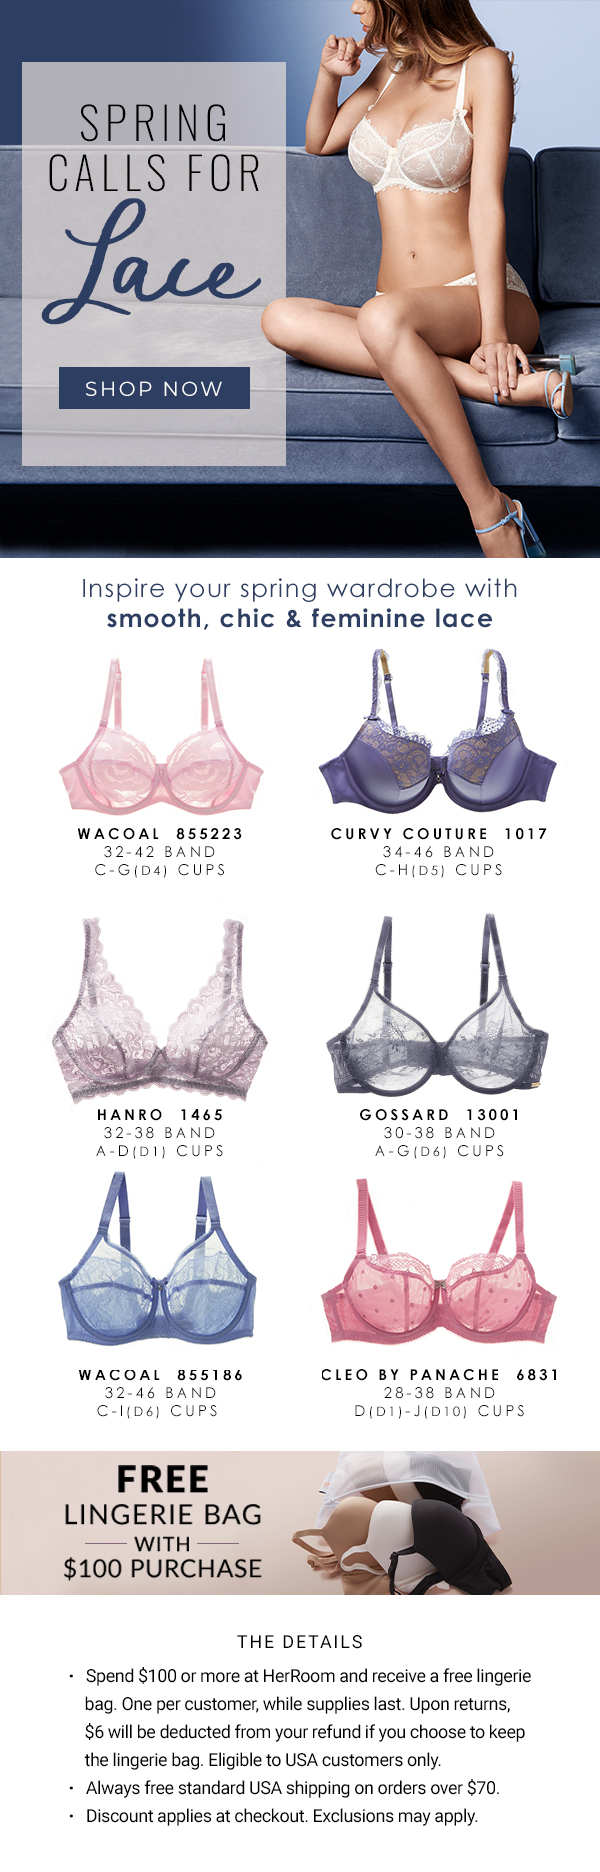 SPRING
CALLS FOR
Lace
SHOP NOW
Inspire your spring wardrobe with
smooth, chic & feminine lace
WACOAL 855223
32-42 BAND
C-G(D4) CUPS
CURVY COUTURE 1017
34-46 BAND
C-H(D5) CUPS
HANRO 1465
32-38 BAND
A-D(D1) CUPS
GOSSARD 13001
30-38 BAND
A-G(D6) CUPS
WACOAL 855186
32-46 BAND
C-I(D6) CUPS
CLEO BY PANACHE 6831
28-38 BAND
D(D1)-J(D10) CUPS
FREE
LINGERIE BAG
WITH
$100 PURCHASE
THE DETAILS
• Spend $100 or more at HerRoom and receive a free lingerie
bag. One per customer, while supplies last. Upon returns,
$6 will be deducted from your refund if you choose to keep
the lingerie bag. Eligible to USA customers only.
• Always free standard USA shipping on orders over $70.
• Discount applies at checkout. Exclusions may apply.